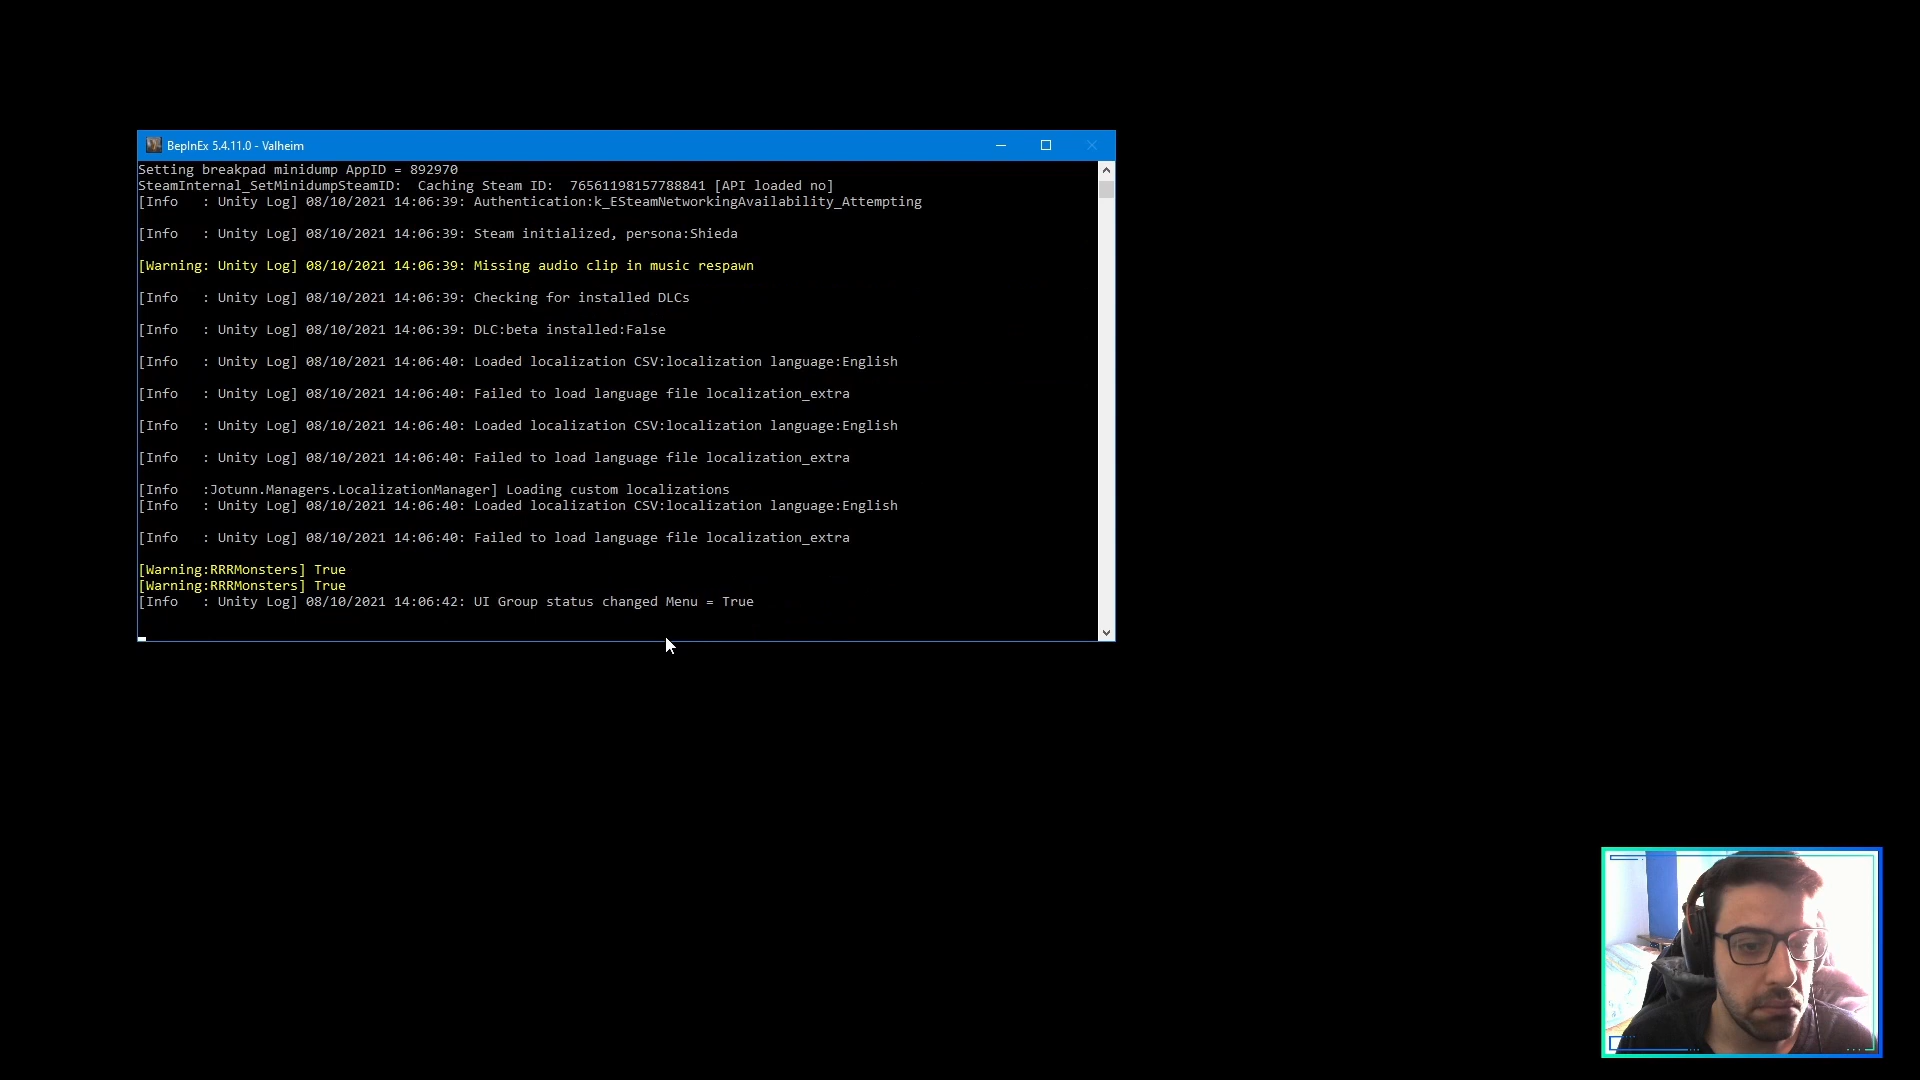 BepInEx 5.4.11.0 - Valheim
Setting breakpad minidump AppID = 892970
SteamInternal_SetMinidumpSteamID:  Caching Steam ID:  76561198157788841 [API loaded no]
[Info   : Unity Log] 08/10/2021 14:06:39: Authentication:k_ESteamNetworkingAvailability_Attempting
[Info   : Unity Log] 08/10/2021 14:06:39: Steam initialized, persona:Shieda
[Warning: Unity Log] 08/10/2021 14:06:39: Missing audio clip in music respawn
[Info   : Unity Log] 08/10/2021 14:06:39: Checking for installed DLCs
[Info   : Unity Log] 08/10/2021 14:06:39: DLC:beta installed:False
[Info   : Unity Log] 08/10/2021 14:06:40: Loaded localization CSV:localization language:English
[Info   : Unity Log] 08/10/2021 14:06:40: Failed to load language file localization_extra
[Info   : Unity Log] 08/10/2021 14:06:40: Loaded localization CSV:localization language:English
[Info   : Unity Log] 08/10/2021 14:06:40: Failed to load language file localization_extra
[Info   :Jotunn.Managers.LocalizationManager] Loading custom localizations
[Info   : Unity Log] 08/10/2021 14:06:40: Loaded localization CSV:localization language:English
[Info   : Unity Log] 08/10/2021 14:06:40: Failed to load language file localization_extra
[Warning:RRRMonsters] True
[Warning:RRRMonsters] True
[Info   : Unity Log] 08/10/2021 14:06:42: UI Group status changed Menu = True